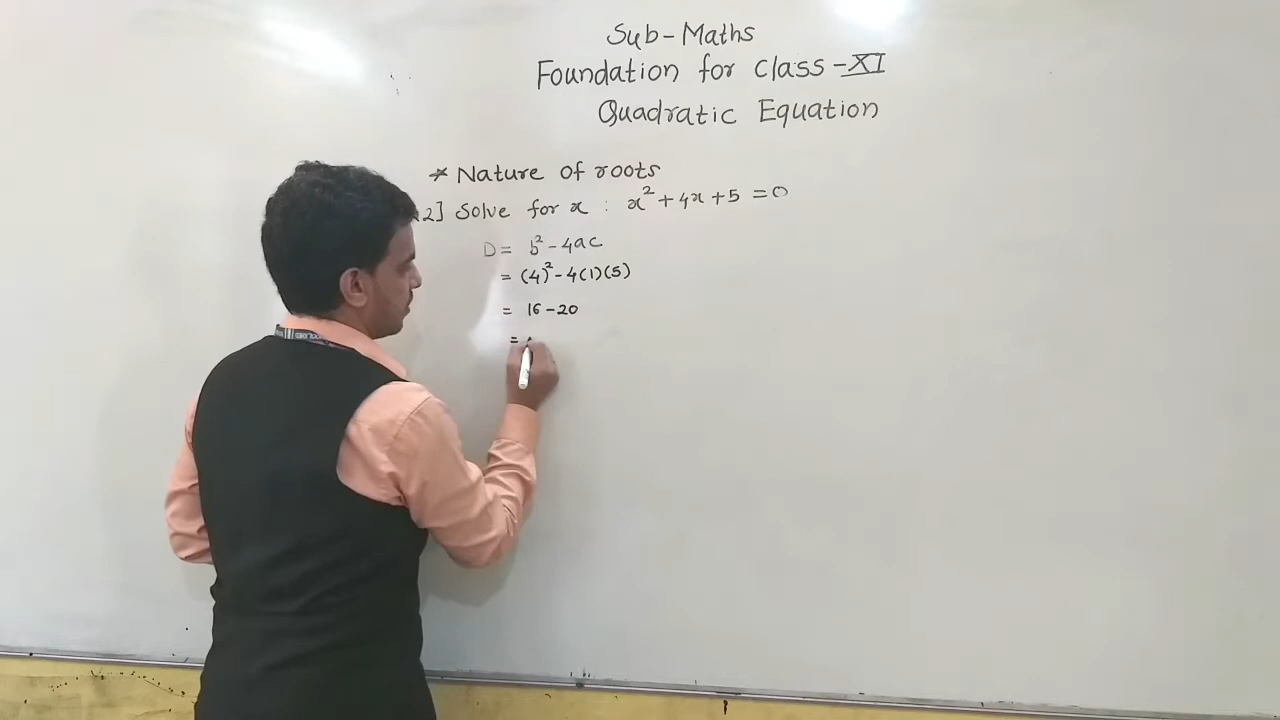 Sub-Maths
Foundation for class-XI
Quadratic Equation
* Nature of roots
2] Solve for x : x² + 4x + 5 = 0
D = b² - 4ac
= (4)² - 4(1)(5)
= 16 - 20
=